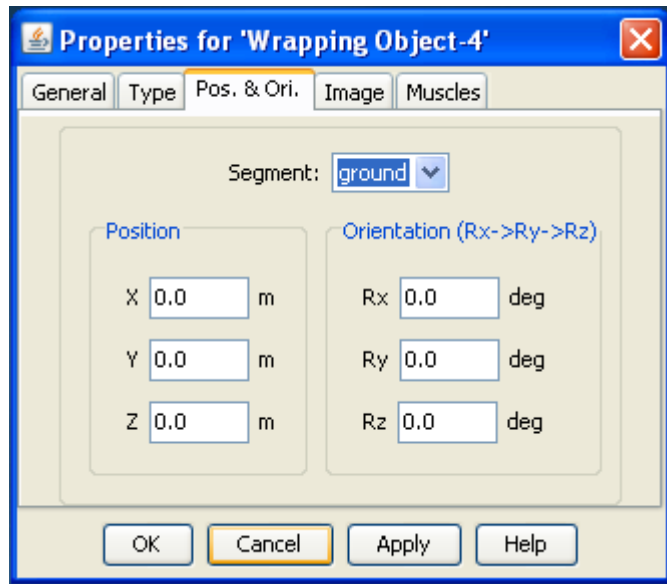 Properties for 'Wrapping Object-4'
General Type Pos. & Ori. Image Muscles
Segment: ground
Position Orientation (Rx->Ry->Rz)
X 0.0 m Rx 0.0 deg
Y 0.0 m Ry 0.0 deg
Z 0.0 m Rz 0.0 deg
OK Cancel Apply Help